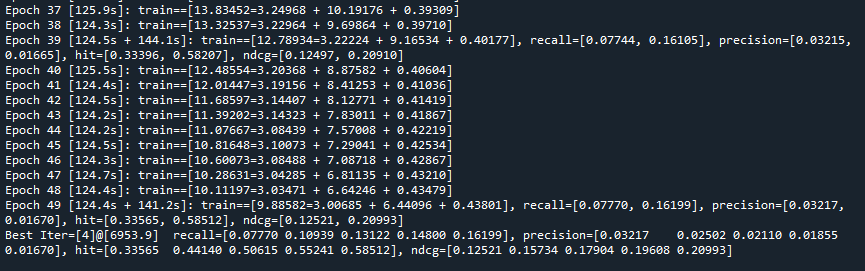 Epoch 37 [125.9s]: train==[13.83452=3.24968 + 10.19176 + 0.39309]
Epoch 38 [124.3s]: train==[13.32537=3.22964 + 9.69864 + 0.39710]
Epoch 39 [124.5s + 144.1s]: train==[12.78934=3.22224 + 9.16534 + 0.40177], recall=[0.07744, 0.16105], precision=[0.03215,
0.01665], hit=[0.33396, 0.58207], ndcg=[0.12497, 0.20910]
Epoch 40 [125.5s]: train==[12.48554=3.20368 + 8.87582 + 0.40604]
Epoch 41 [124.4s]: train==[12.01447=3.19156 + 8.41253 + 0.41036]
Epoch 42 [124.5s]: train==[11.68597=3.14407 + 8.12771 + 0.41419]
Epoch 43 [124.2s]: train==[11.39202=3.14323 + 7.83011 + 0.41867]
Epoch 44 [124.2s]: train==[11.07667=3.08439 + 7.57008 + 0.42219]
Epoch 45 [124.5s]: train==[10.81648=3.10073 + 7.29041 + 0.42534]
Epoch 46 [124.3s]: train==[10.60073=3.08488 + 7.08718 + 0.42867]
Epoch 47 [124.7s]: train==[10.28631=3.04285 + 6.81135 + 0.43210]
Epoch 48 [124.4s]: train==[10.11197=3.03471 + 6.64246 + 0.43479]
Epoch 49 [124.4s + 141.2s]: train==[9.88582=3.00685 + 6.44096 + 0.43801], recall=[0.07770, 0.16199], precision=[0.03217,
0.01670], hit=[0.33565, 0.58512], ndcg=[0.12521, 0.20993]
Best Iter=[4]@[6953.9]  recall=[0.07770 0.10939 0.13122 0.14800 0.16199], precision=[0.03217    0.02502 0.02110 0.01855
0.01670], hit=[0.33565  0.44140 0.50615 0.55241 0.58512], ndcg=[0.12521 0.15734 0.17904 0.19608 0.20993]